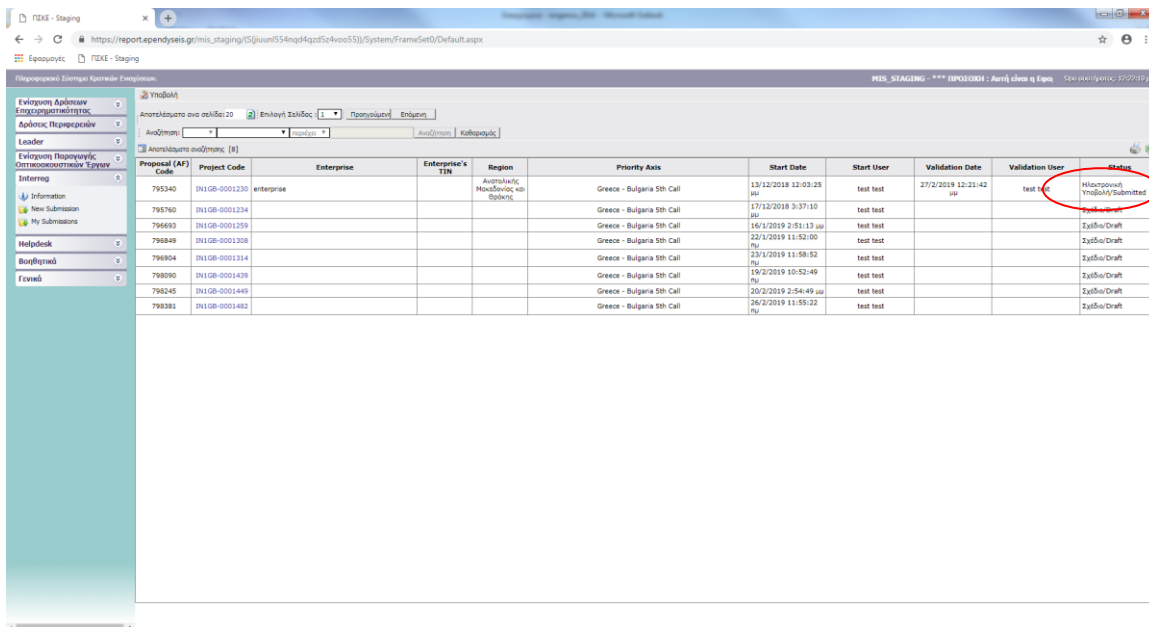 ΠΣΚΕ - Staging
https://report.ependyseis.gr/mis_staging/(S(jiuunl554nqd4qzd5z4voo55))/System/FrameSet0/Default.aspx
Εφαρμογές ΠΣΚΕ - Staging
Πληροφοριακό Σύστημα Κρατικών Ενισχύσεων. MIS_STAGING - *** ΠΡΟΣΟΧΗ : Αυτή είναι η Εφα
Ενίσχυση Δράσεων
Επιχειρηματικότητας
Δράσεις Περιφερειών
Leader
Ενίσχυση Παραγωγής
Οπτικοακουστικών Έργων
Interreg
Information
New Submission
My Submissions
Helpdesk
Βοηθητικά
Γενικά
Υποβολή
Αποτελέσματα ανα σελίδα: 20 Επιλογή Σελίδας : 1 Προηγούμενη Επόμενη
Αναζήτηση: περιέχει Αναζήτηση Καθαρισμός
Αποτελέσματα αναζήτησης [8]
Proposal (AF) Code Project Code Enterprise Enterprise's TIN Region Priority Axis Start Date Start User Validation Date Validation User Status
795340 IN1GB-0001230 enterprise Ανατολικής Μακεδονίας και Θράκης Greece - Bulgaria 5th Call 13/12/2018 12:03:25 μμ test test 27/2/2019 12:21:42 μμ test test Ηλεκτρονική Υποβολή/Submitted
795760 IN1GB-0001234 Greece - Bulgaria 5th Call 17/12/2018 3:37:10 μμ test test Σχέδιο/Draft
796693 IN1GB-0001259 Greece - Bulgaria 5th Call 16/1/2019 2:51:13 μμ test test Σχέδιο/Draft
796849 IN1GB-0001308 Greece - Bulgaria 5th Call 22/1/2019 11:52:00 πμ test test Σχέδιο/Draft
796904 IN1GB-0001314 Greece - Bulgaria 5th Call 23/1/2019 11:58:52 πμ test test Σχέδιο/Draft
798090 IN1GB-0001439 Greece - Bulgaria 5th Call 19/2/2019 10:52:49 πμ test test Σχέδιο/Draft
798245 IN1GB-0001449 Greece - Bulgaria 5th Call 20/2/2019 2:54:49 μμ test test Σχέδιο/Draft
798381 IN1GB-0001482 Greece - Bulgaria 5th Call 26/2/2019 11:55:22 πμ test test Σχέδιο/Draft